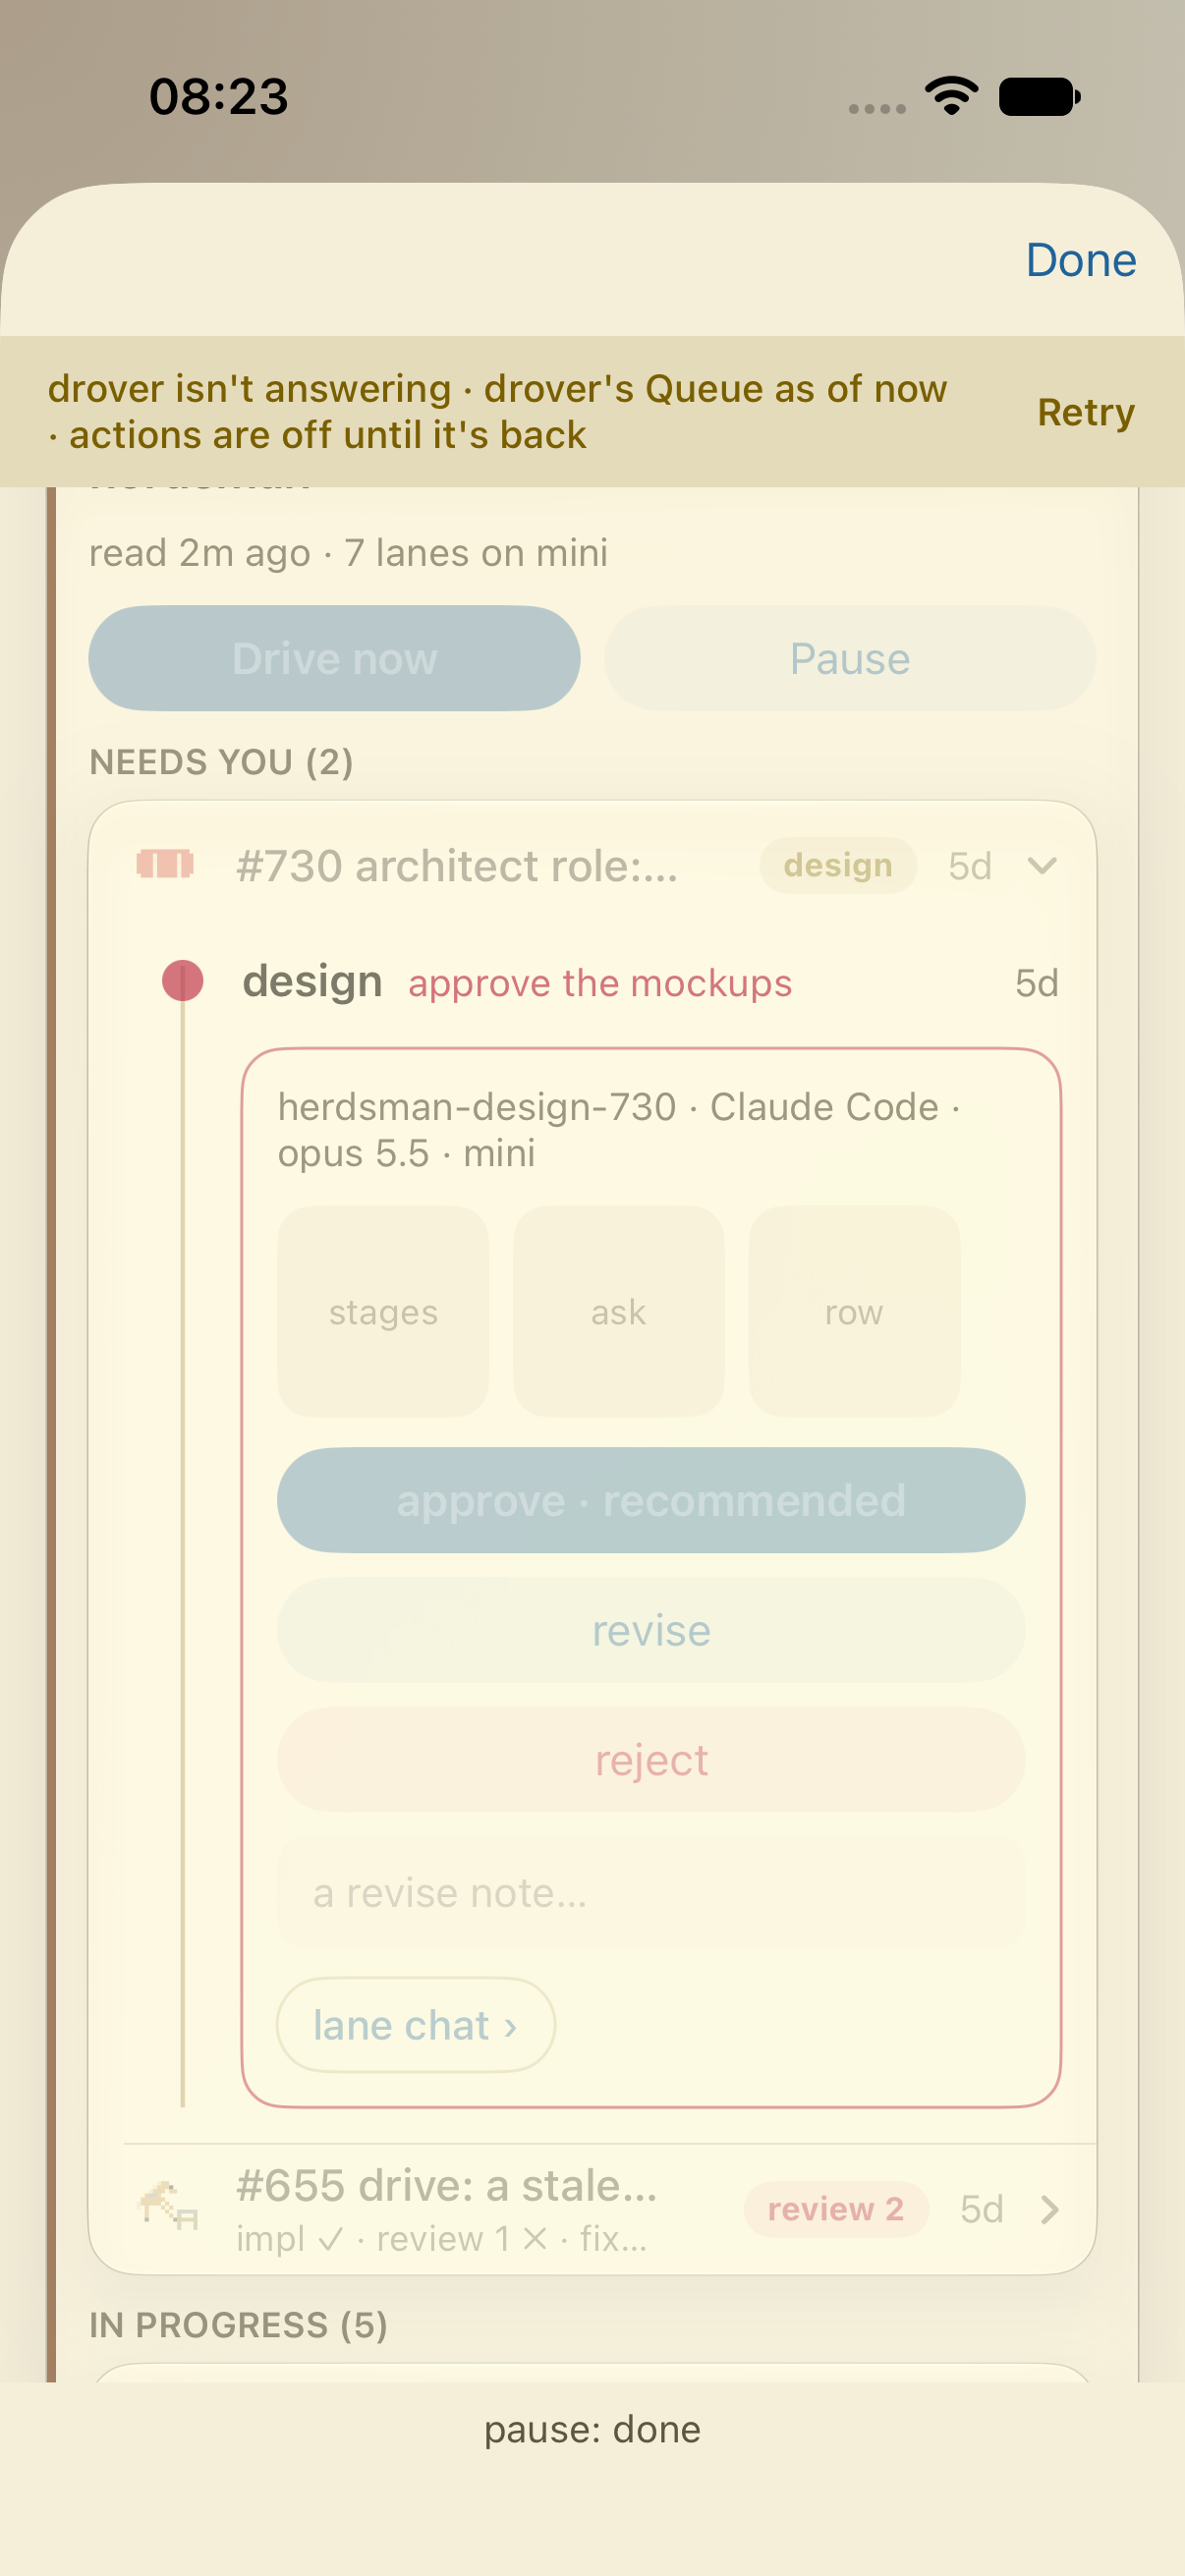 08:23
Done
drover isn't answering · drover's Queue as of now
· actions are off until it's back
Retry
read 2m ago · 7 lanes on mini
Drive now
Pause
NEEDS YOU (2)
#730 architect role:...
design
5d
design approve the mockups
5d
herdsman-design-730 · Claude Code ·
opus 5.5 · mini
stages
ask
row
approve · recommended
revise
reject
a revise note...
lane chat ›
#655 drive: a stale...
review 2
5d
impl ✓ · review 1 ✕ · fix...
IN PROGRESS (5)
pause: done